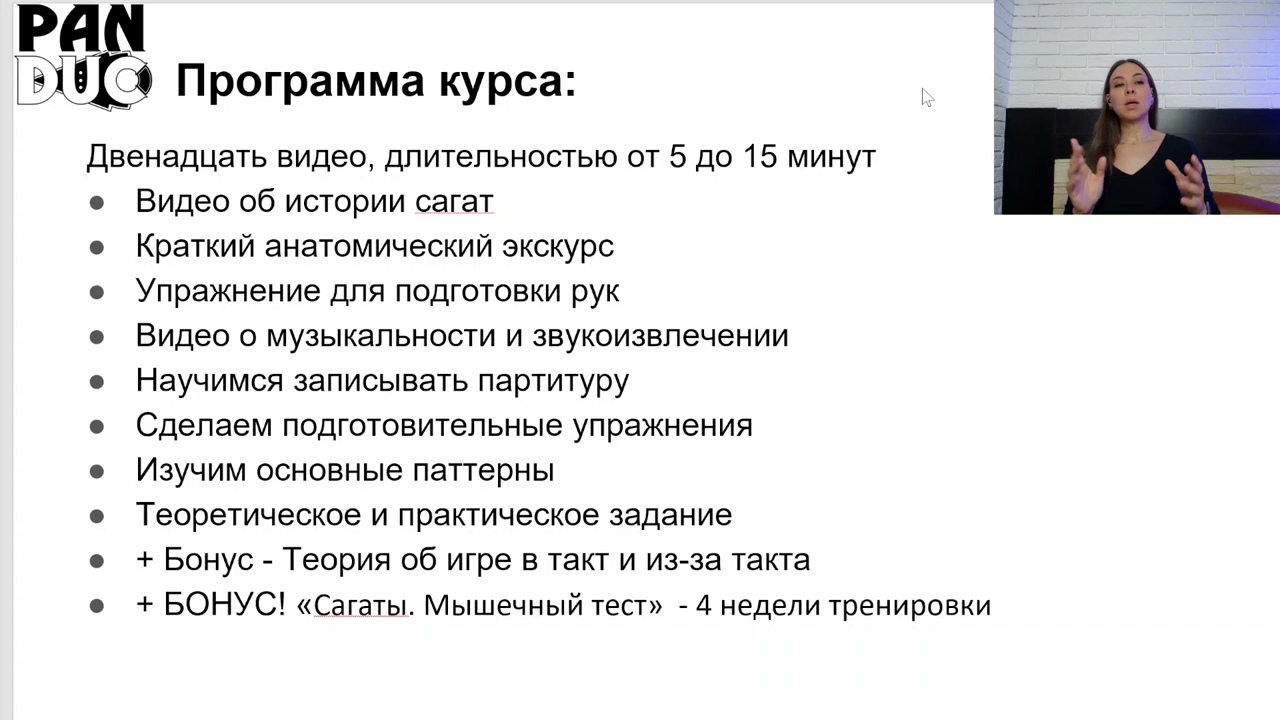 PAN
DUC
Программа курса:
Двенадцать видео, длительностью от 5 до 15 минут
● Видео об истории сагат
● Краткий анатомический экскурс
● Упражнение для подготовки рук
● Видео о музыкальности и звукоизвлечении
● Научимся записывать партитуру
● Сделаем подготовительные упражнения
● Изучим основные паттерны
● Теоретическое и практическое задание
● + Бонус - Теория об игре в такт и из-за такта
● + БОНУС! «Сагаты. Мышечный тест» - 4 недели тренировки